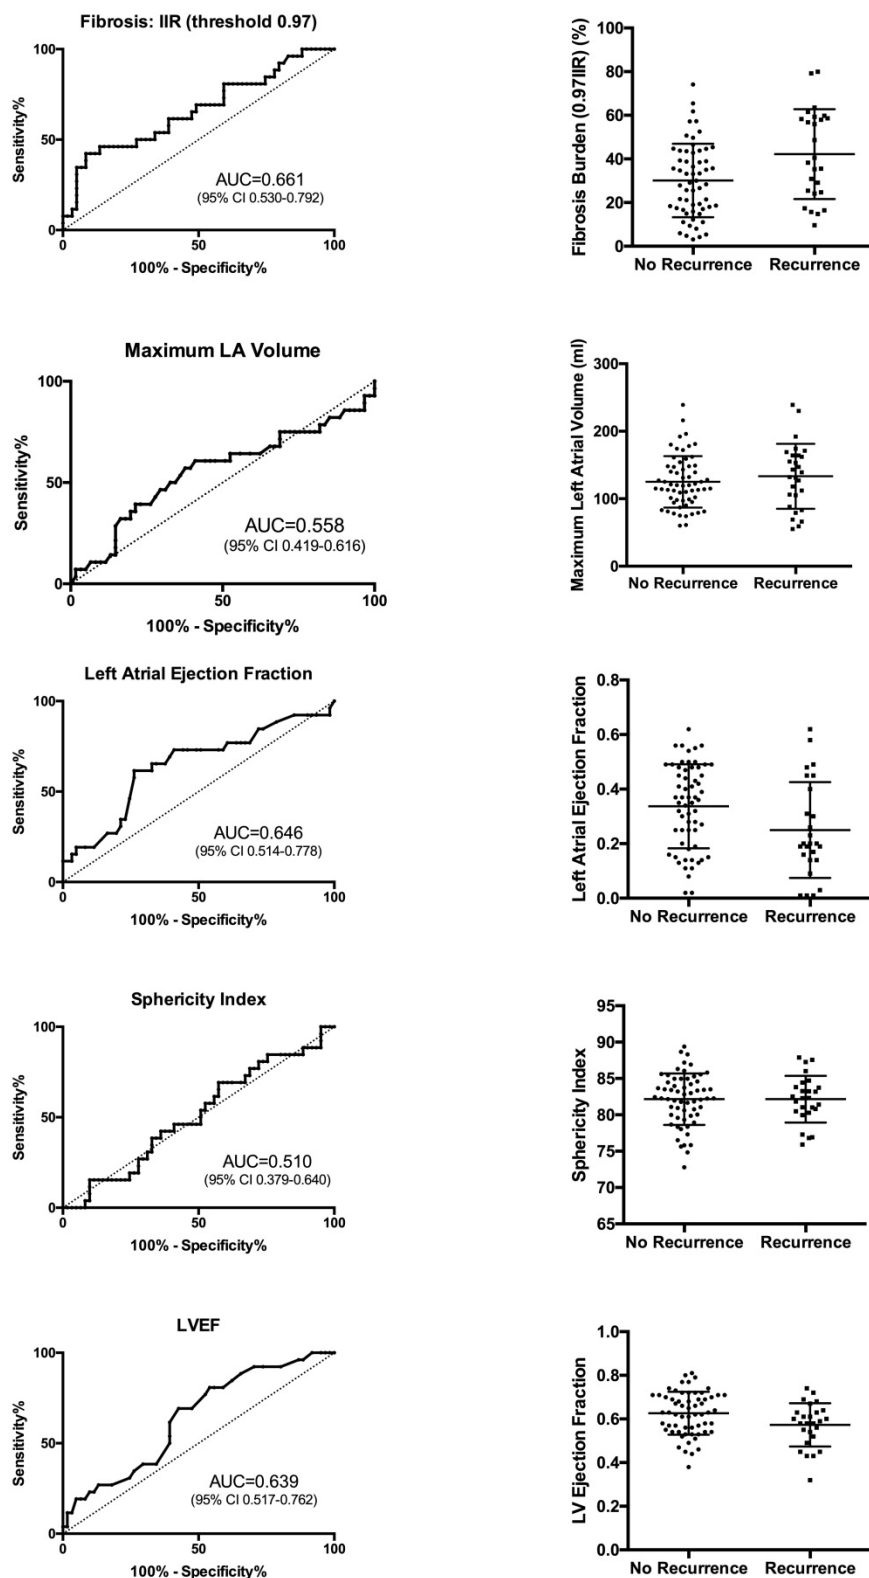 Fibrosis: IIR (threshold 0.97)
100
50
0
Sensitivity%
AUC=0.661
(95% CI 0.530-0.792)
0 50 100
100% - Specificity%
Fibrosis Burden (0.97IIR) (%)
100
80
60
40
20
0
No Recurrence Recurrence
Maximum LA Volume
100
50
0
Sensitivity%
AUC=0.558
(95% CI 0.419-0.616)
0 50 100
100% - Specificity%
Maximum Left Atrial Volume (ml)
300
200
100
0
No Recurrence Recurrence
Left Atrial Ejection Fraction
100
50
0
Sensitivity%
AUC=0.646
(95% CI 0.514-0.778)
0 50 100
100% - Specificity%
Left Atrial Ejection Fraction
0.8
0.6
0.4
0.2
0.0
No Recurrence Recurrence
Sphericity Index
100
50
0
Sensitivity%
AUC=0.510
(95% CI 0.379-0.640)
0 50 100
100% - Specificity%
Sphericity Index
95
90
85
80
75
70
65
No Recurrence Recurrence
LVEF
100
50
0
Sensitivity%
AUC=0.639
(95% CI 0.517-0.762)
0 50 100
100% - Specificity%
LV Ejection Fraction
1.0
0.8
0.6
0.4
0.2
0.0
No Recurrence Recurrence